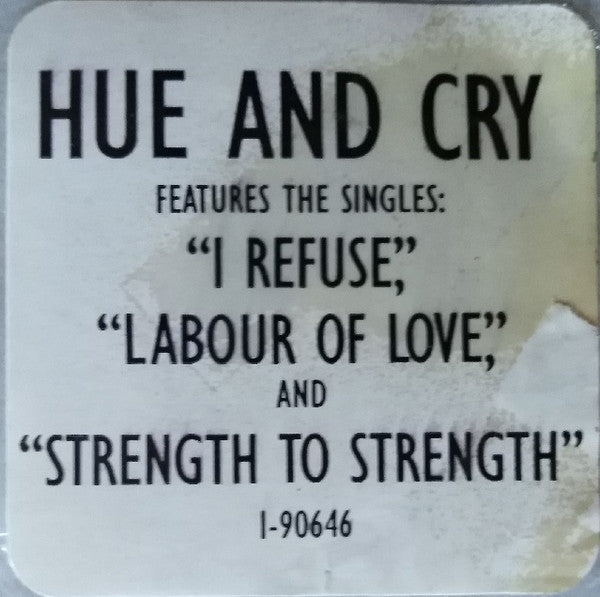 HUE AND CRY
FEATURES THE SINGLES:
“I REFUSE,”
“LABOUR OF LOVE,”
AND
“STRENGTH TO STRENGTH”
1-90646